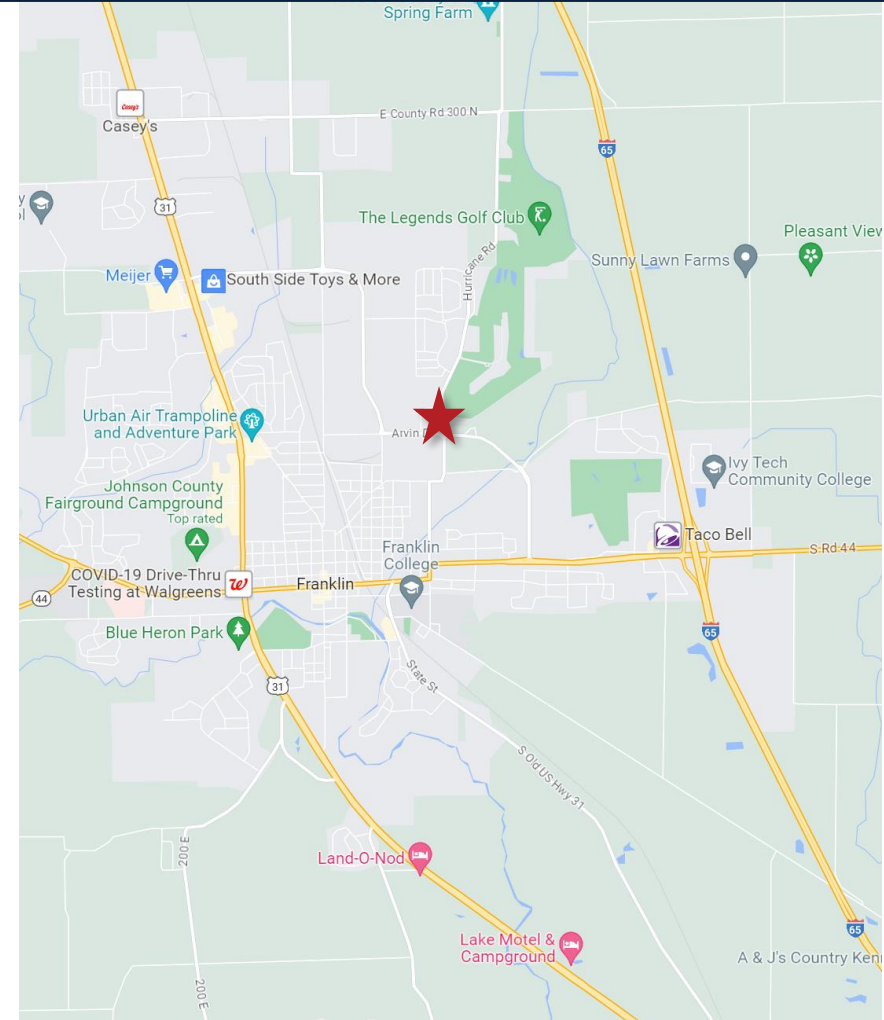 Spring Farm
Casey's
Casey's
E County Rd 300 N
65
31
The Legends Golf Club
Hurricane Rd
Pleasant View
Sunny Lawn Farms
Meijer
South Side Toys & More
Urban Air Trampoline
and Adventure Park
Arvin
Johnson County
Fairground Campground
Top rated
Ivy Tech
Community College
Taco Bell
S Rd 44
Franklin
College
COVID-19 Drive-Thru
Testing at Walgreens
W
Franklin
44
Blue Heron Park
65
31
State St
S Old US Hwy 31
200 E
Land-O-Nod
Lake Motel &
Campground
65
A & J's Country
200 E